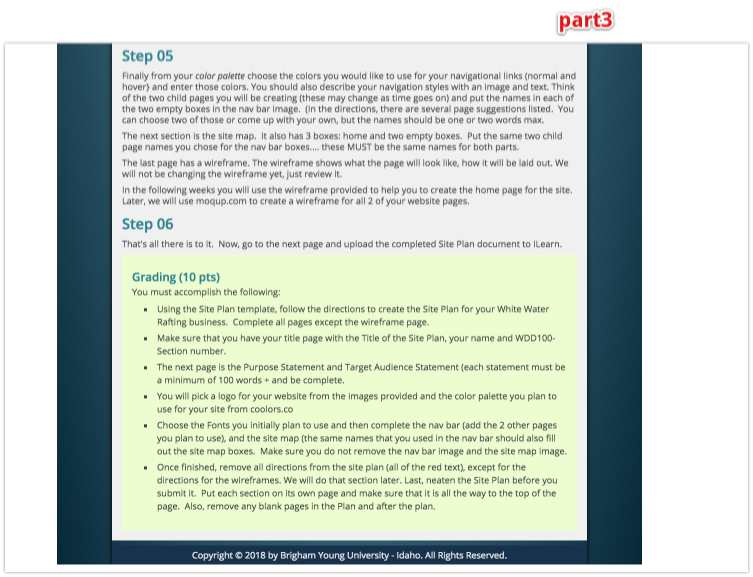 part3
Step 05
Finally from your color palette choose the colors you would like to use for your navigational links (normal and
hover) and enter those colors. You should also describe your navigation styles with an image and text. Think
of the two child pages you will be creating (these may change as time goes on) and put the names in each of
the two empty boxes in the nav bar image. (In the directions, there are several page suggestions listed. You
can choose two of those or come up with your own, but the names should be one or two words max.
The next section is the site map. It also has 3 boxes: home and two empty boxes. Put the same two child
page names you chose for the nav bar boxes.... these MUST be the same names for both parts.
The last page has a wireframe. The wireframe shows what the page will look like, how it will be laid out. We
will not be changing the wireframe yet, just review it.
In the following weeks you will use the wireframe provided to help you to create the home page for the site.
Later, we will use moqup.com to create a wireframe for all 2 of your website pages.
Step 06
That's all there is to it. Now, go to the next page and upload the completed Site Plan document to ILearn.
Grading (10 pts)
You must accomplish the following:
▪ Using the Site Plan template, follow the directions to create the Site Plan for your White Water
Rafting business. Complete all pages except the wireframe page.
▪ Make sure that you have your title page with the Title of the Site Plan, your name and WDD100-
Section number.
▪ The next page is the Purpose Statement and Target Audience Statement (each statement must be
a minimum of 100 words + and be complete.
▪ You will pick a logo for your website from the images provided and the color palette you plan to
use for your site from coolors.co
▪ Choose the Fonts you initially plan to use and then complete the nav bar (add the 2 other pages
you plan to use), and the site map (the same names that you used in the nav bar should also fill
out the site map boxes. Make sure you do not remove the nav bar image and the site map image.
▪ Once finished, remove all directions from the site plan (all of the red text), except for the
directions for the wireframes. We will do that section later. Last, neaten the Site Plan before you
submit it. Put each section on its own page and make sure that it is all the way to the top of the
page. Also, remove any blank pages in the Plan and after the plan.
Copyright © 2018 by Brigham Young University - Idaho. All Rights Reserved.